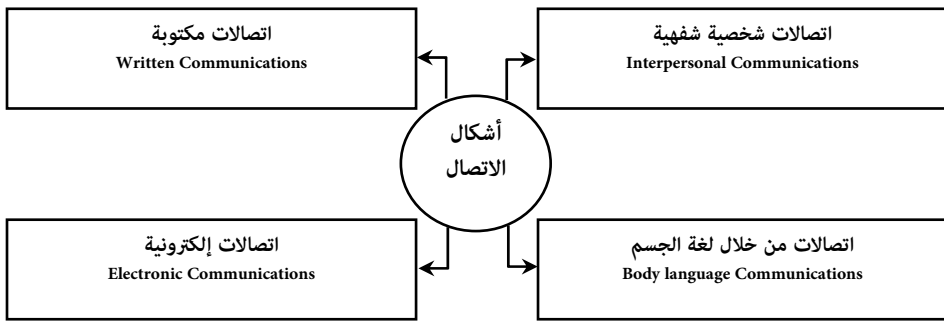 اتصالات شخصية شفهية
Interpersonal Communications
اتصالات مكتوبة
Written Communications
أشكال
الاتصال
اتصالات من خلال لغة الجسم
Body language Communications
اتصالات إلكترونية
Electronic Communications